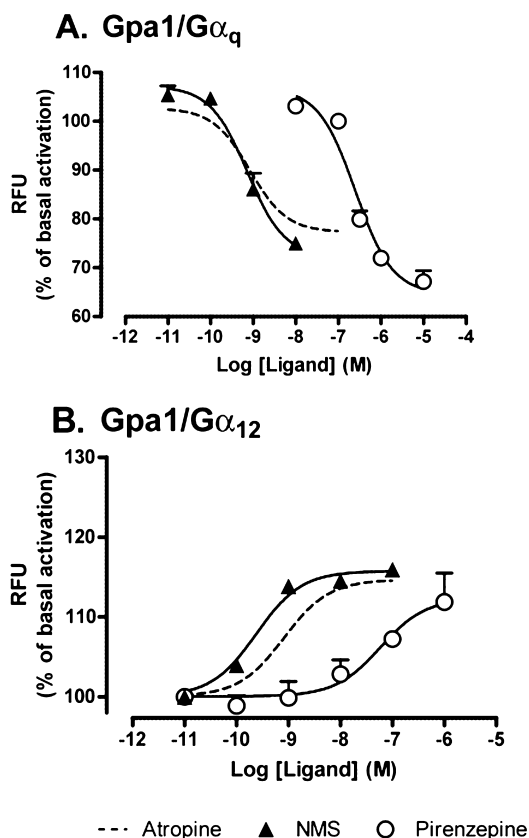 A. Gpa1/Gαq
RFU
(% of basal activation)
110
100
90
80
70
60
-12 -11 -10 -9 -8 -7 -6 -5 -4
Log [Ligand] (M)
B. Gpa1/Gα12
RFU
(% of basal activation)
130
120
110
100
-12 -11 -10 -9 -8 -7 -6 -5
Log [Ligand] (M)
Atropine NMS Pirenzepine